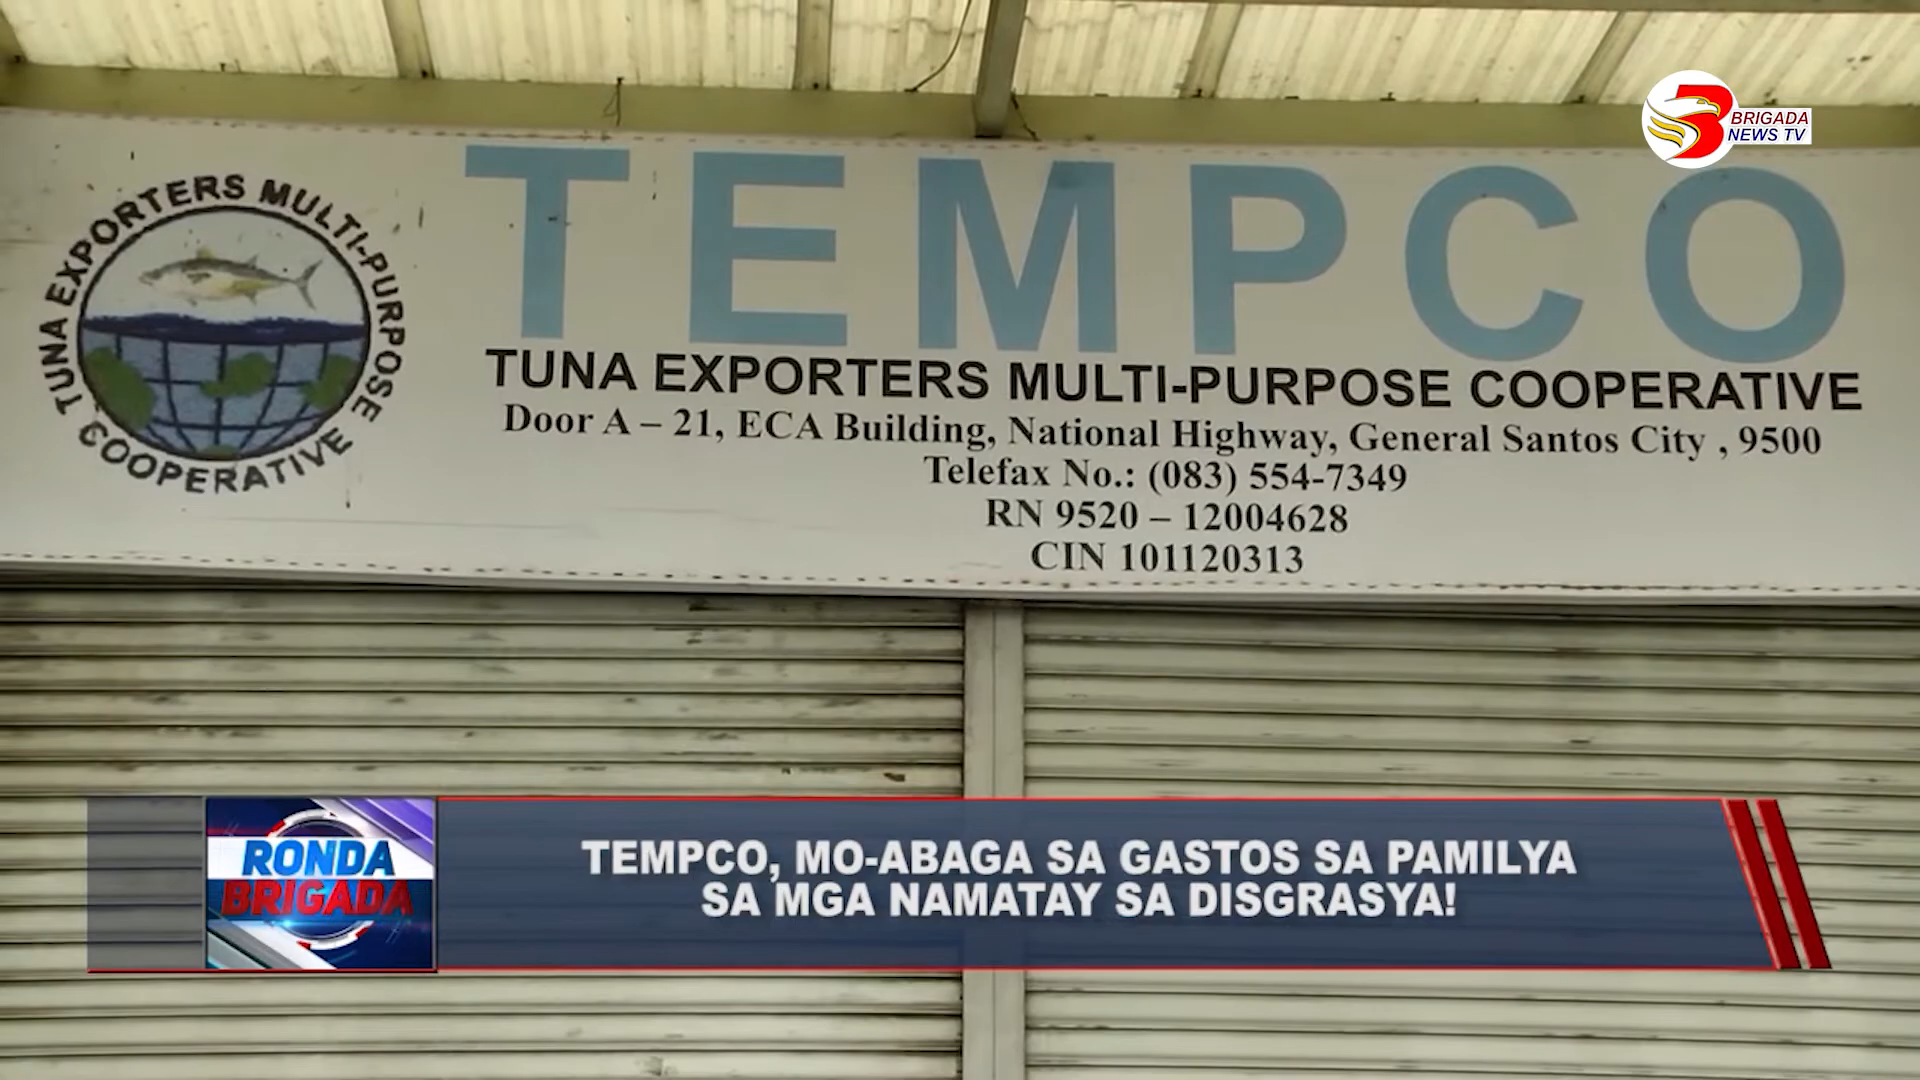 BRIGADA
NEWS TV
TUNA EXPORTERS MULTI-PURPOSE
COOPERATIVE
TEMPCO
TUNA EXPORTERS MULTI-PURPOSE COOPERATIVE
Door A – 21, ECA Building, National Highway, General Santos City , 9500
Telefax No.: (083) 554-7349
RN 9520 – 12004628
CIN 101120313
RONDA
BRIGADA
TEMPCO, MO-ABAGA SA GASTOS SA PAMILYA
SA MGA NAMATAY SA DISGRASYA!